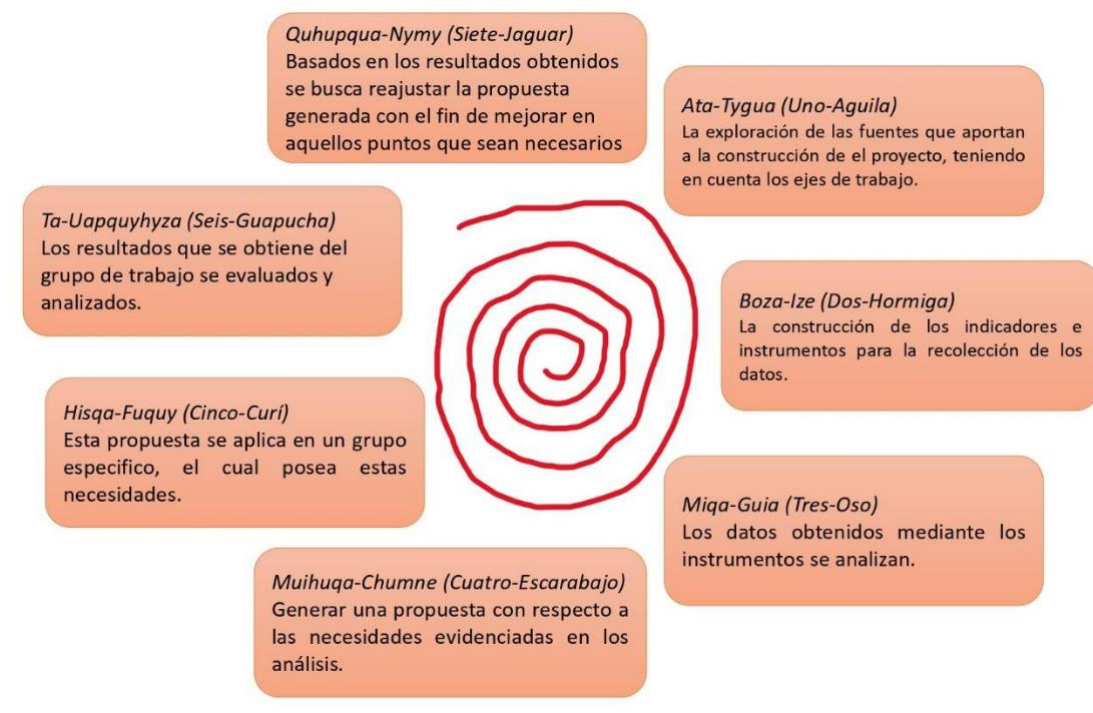 Quhupqua-Nymy (Siete-Jaguar)
Basados en los resultados obtenidos
se busca reajustar la propuesta
generada con el fin de mejorar en
aquellos puntos que sean necesarios
Ata-Tygua (Uno-Aguila)
La exploración de las fuentes que aportan
a la construcción de el proyecto, teniendo
en cuenta los ejes de trabajo.
Ta-Uapquyhyza (Seis-Guapucha)
Los resultados que se obtiene del
grupo de trabajo se evaluados y
analizados.
Boza-Ize (Dos-Hormiga)
La construcción de los indicadores e
instrumentos para la recolección de los
datos.
Hisqa-Fuquy (Cinco-Curí)
Esta propuesta se aplica en un grupo
especifico, el cual posea estas
necesidades.
Miqa-Guia (Tres-Oso)
Los datos obtenidos mediante los
instrumentos se analizan.
Muihuqa-Chumne (Cuatro-Escarabajo)
Generar una propuesta con respecto a
las necesidades evidenciadas en los
análisis.